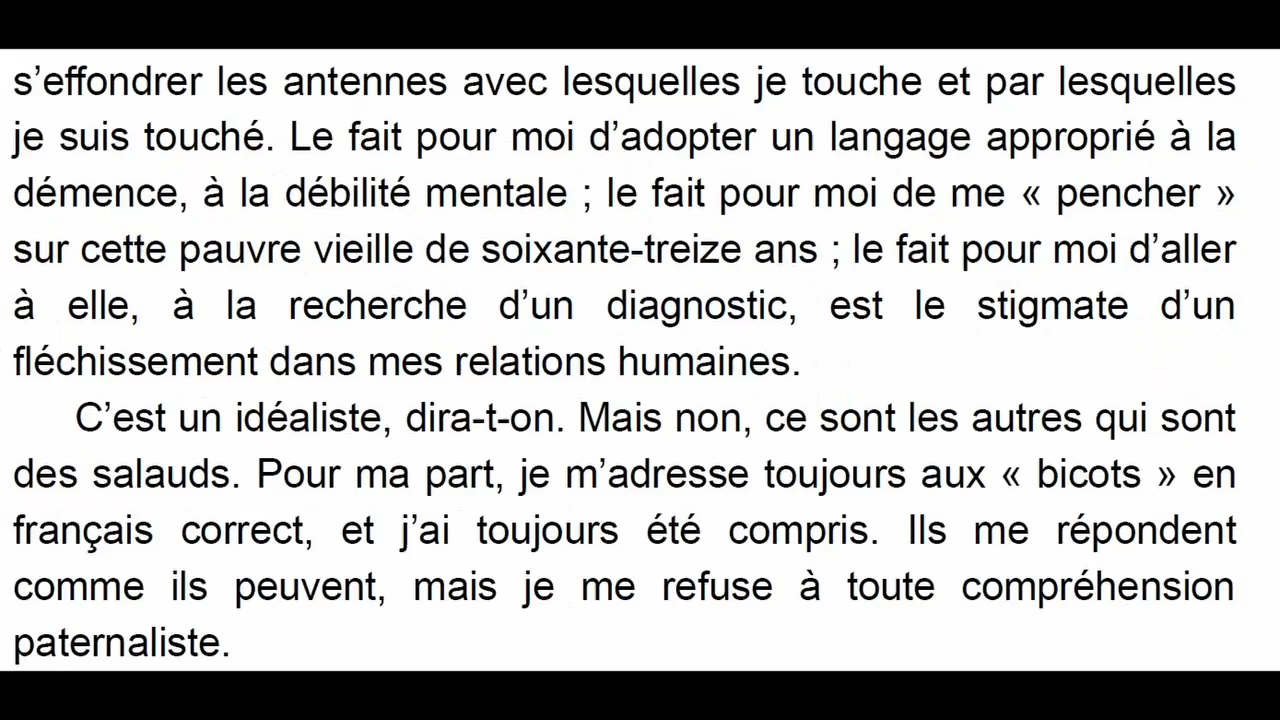 s’effondrer les antennes avec lesquelles je touche et par lesquelles
je suis touché. Le fait pour moi d’adopter un langage approprié à la
démence, à la débilité mentale ; le fait pour moi de me « pencher »
sur cette pauvre vieille de soixante-treize ans ; le fait pour moi d’aller
à elle, à la recherche d’un diagnostic, est le stigmate d’un
fléchissement dans mes relations humaines.
C’est un idéaliste, dira-t-on. Mais non, ce sont les autres qui sont
des salauds. Pour ma part, je m’adresse toujours aux « bicots » en
français correct, et j’ai toujours été compris. Ils me répondent
comme ils peuvent, mais je me refuse à toute compréhension
paternaliste.